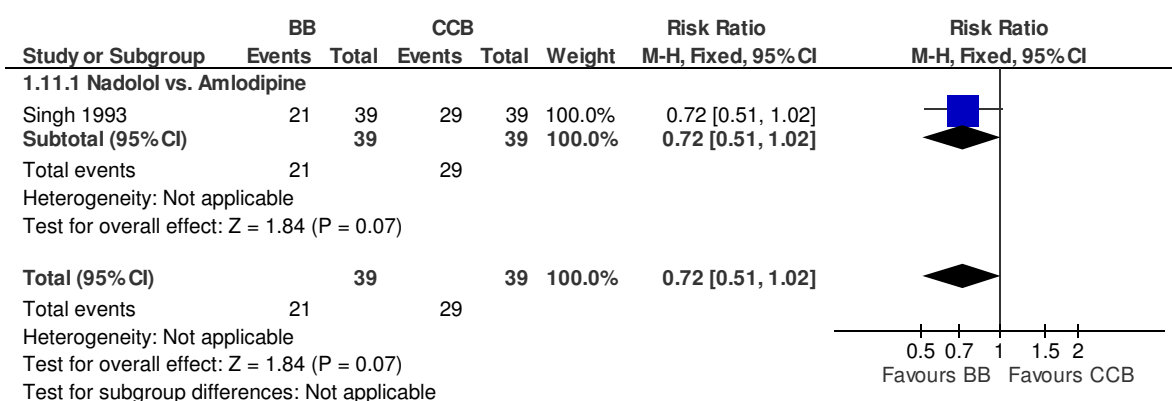 BB CCB Risk Ratio Risk Ratio
Study or Subgroup Events Total Events Total Weight M-H, Fixed, 95% CI M-H, Fixed, 95% CI
1.11.1 Nadolol vs. Amlodipine
Singh 1993 21 39 29 39 100.0% 0.72 [0.51, 1.02]
Subtotal (95% CI) 39 39 100.0% 0.72 [0.51, 1.02]
Total events 21 29
Heterogeneity: Not applicable
Test for overall effect: Z = 1.84 (P = 0.07)
Total (95% CI) 39 39 100.0% 0.72 [0.51, 1.02]
Total events 21 29
Heterogeneity: Not applicable
Test for overall effect: Z = 1.84 (P = 0.07)
Test for subgroup differences: Not applicable
0.5 0.7 1 1.5 2
Favours BB Favours CCB